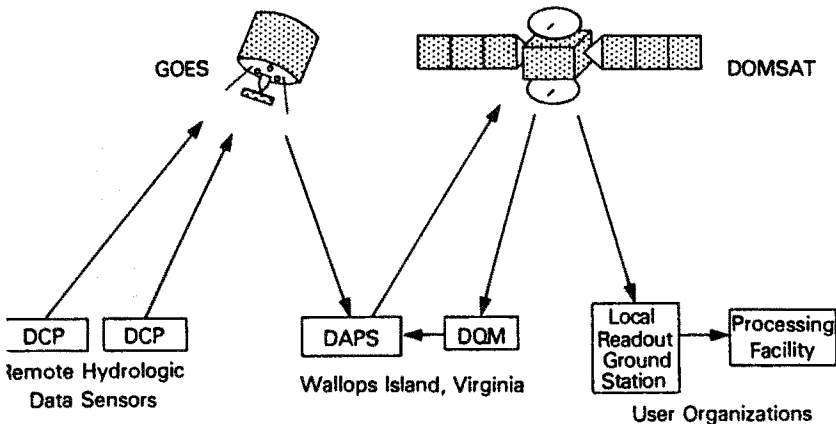 GOES
DOMSAT
DCP
DCP
Hydrologic
Data Sensors
DAPS
DQM
Wallops Island, Virginia
Local
Readout
Ground
Station
Processing
Facility
User Organizations